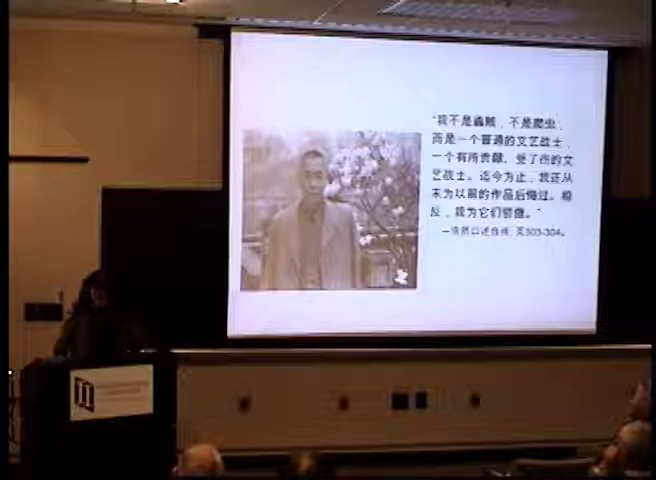 “我不是蟊贼，不是爬虫，
而是一个普通的文艺战士，
一个有所贡献、受了伤的文
艺战士。迄今为止，我还从
未为以前的作品后悔过。相
反，我为它们骄傲。”
口述自传，页303-304。